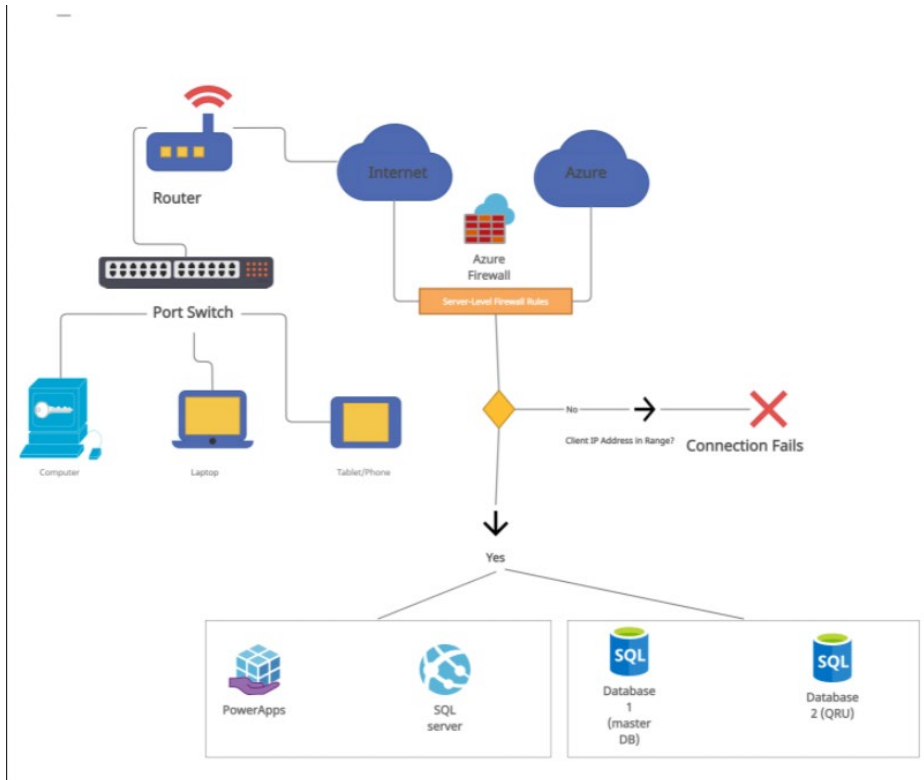 Internet
Azure
Router
Azure
Firewall
Server-Level Firewall Rules
Port Switch
No
Client IP Address in Range?
Connection Fails
Computer
Laptop
Tablet/Phone
Yes
PowerApps
SQL
server
SQL
Database
1
(master
DB)
SQL
Database
2 (QRU)